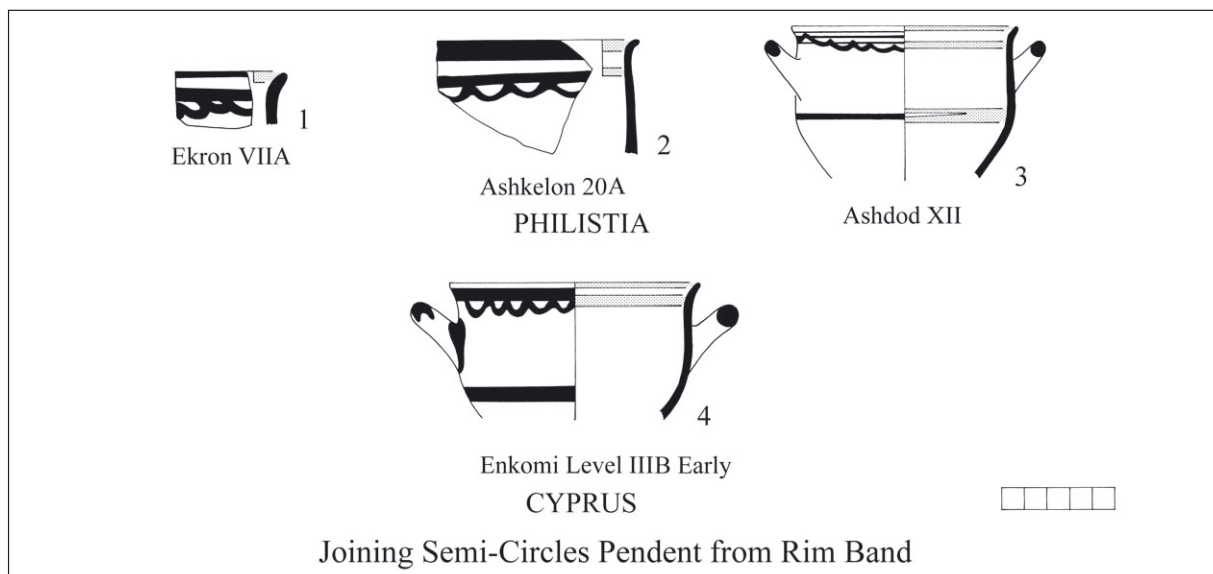 1
Ekron VIIA
2
Ashkelon 20A
PHILISTIA
3
Ashdod XII
4
Enkomi Level IIIB Early
CYPRUS
Joining Semi-Circles Pendent from Rim Band